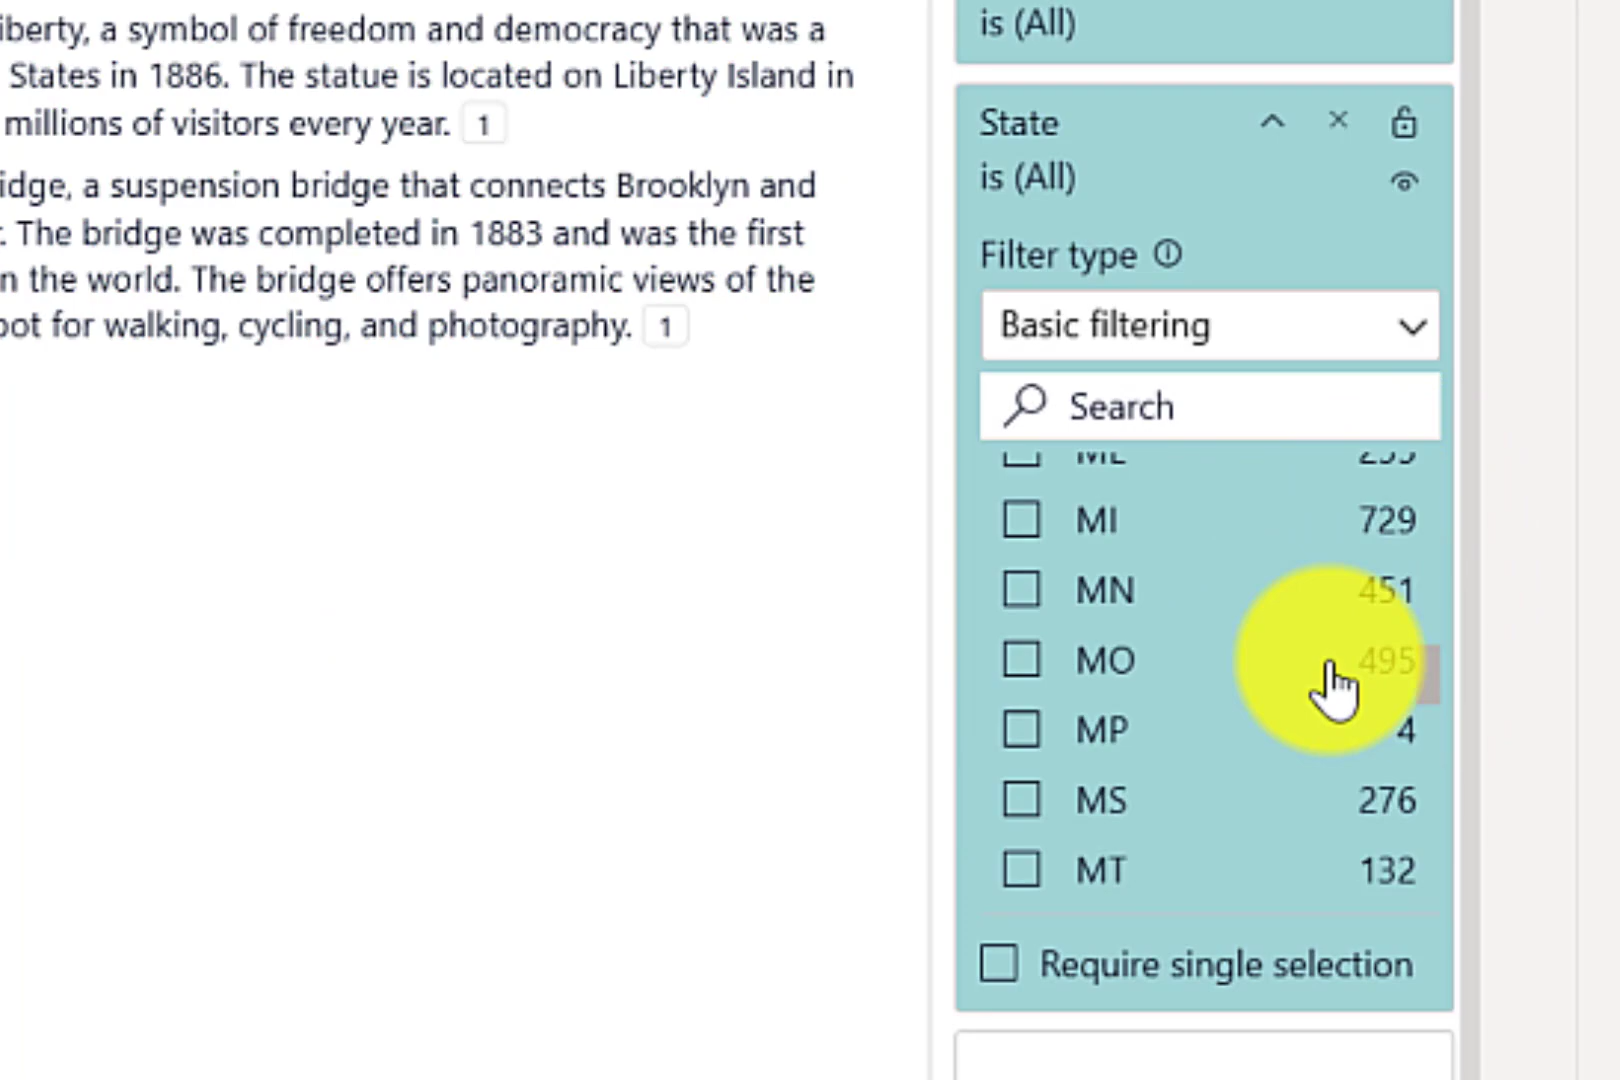 iberty, a symbol of freedom and democracy that was a
States in 1886. The statue is located on Liberty Island in
millions of visitors every year. 1
idge, a suspension bridge that connects Brooklyn and
. The bridge was completed in 1883 and was the first
n the world. The bridge offers panoramic views of the
oot for walking, cycling, and photography. 1
is (All)
State
is (All)
Filter type
Basic filtering
Search
MI 729
MN 451
MO 495
MP 4
MS 276
MT 132
Require single selection